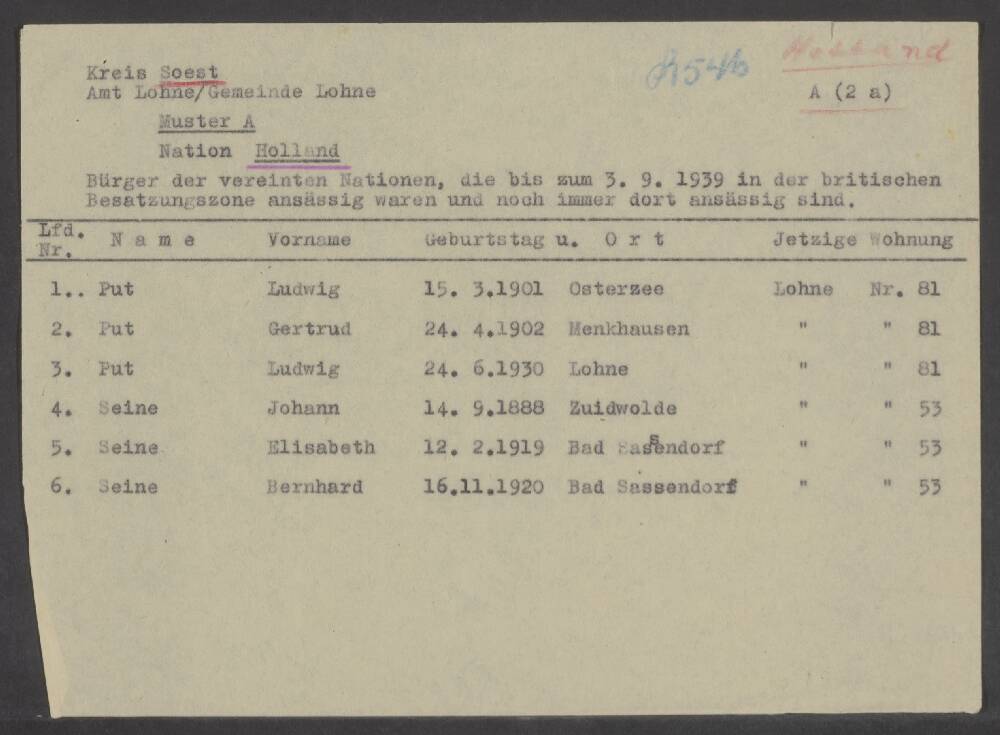 Holland
A 54b
Kreis Soest
Amt Lohne/Gemeinde Lohne
A (2 a)
Muster A
Nation Holland
Bürger der vereinten Nationen, die bis zum 3. 9. 1939 in der britischen
Besatzungszone ansässig waren und noch immer dort ansässig sind.
Lfd. Nr. N a m e Vorname Geburtstag u. O r t Jetzige Wohnung
1.. Put Ludwig 15. 3.1901 Osterzee Lohne Nr. 81
2. Put Gertrud 24. 4.1902 Menkhausen " " 81
3. Put Ludwig 24. 6.1930 Lohne " " 81
4. Seine Johann 14. 9.1888 Zuidwolde " " 53
5. Seine Elisabeth 12. 2.1919 Bad Sassendorf " " 53
6. Seine Bernhard 16.11.1920 Bad Sassendorf " " 53